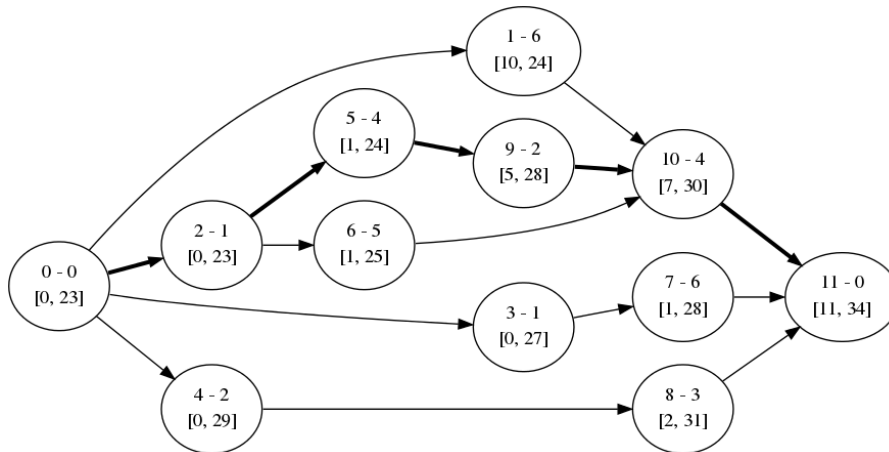 1 - 6
[10, 24]
5 - 4
[1, 24]
9 - 2
[5, 28]
10 - 4
[7, 30]
2 - 1
[0, 23]
6 - 5
[1, 25]
0 - 0
[0, 23]
3 - 1
[0, 27]
7 - 6
[1, 28]
11 - 0
[11, 34]
4 - 2
[0, 29]
8 - 3
[2, 31]